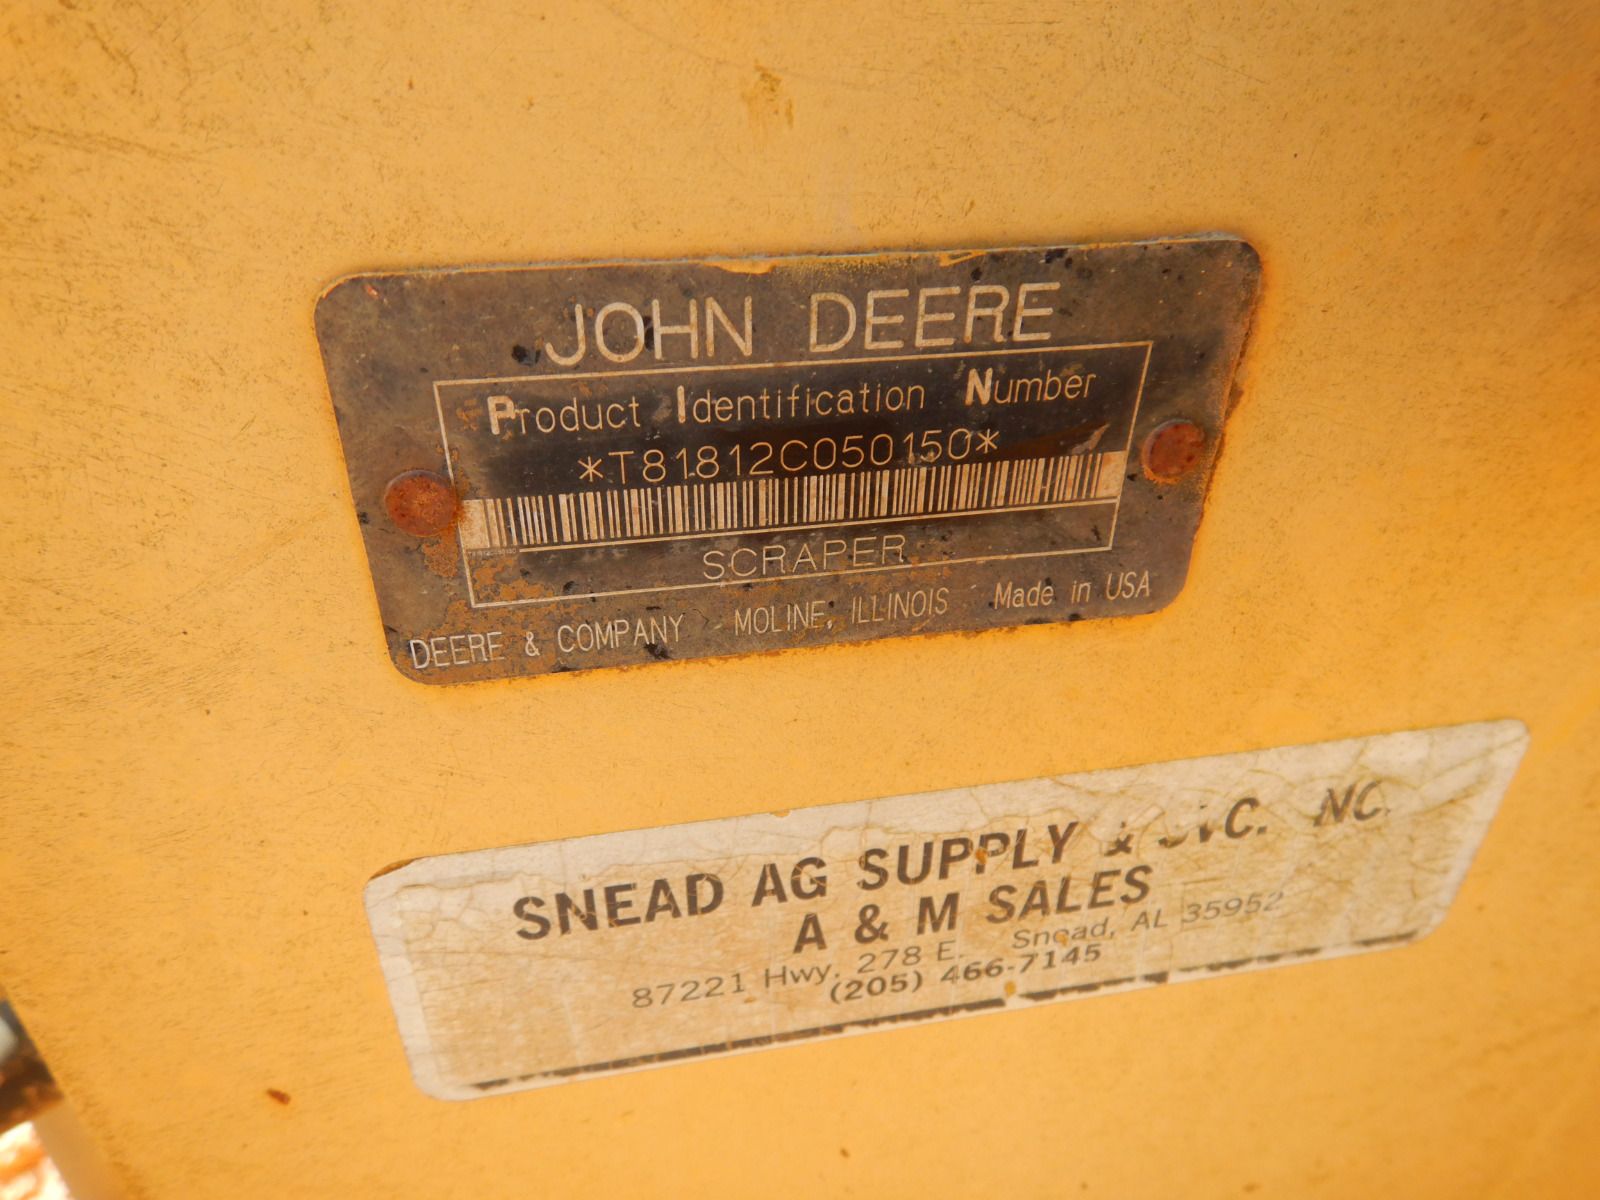 JOHN DEERE
Product Identification Number
*T81812C050150*
SCRAPER
DEERE & COMPANY MOLINE, ILLINOIS Made in USA
SNEAD AG SUPPLY &
A & M SALES
87221 Hwy. 278 E. Snead, AL 35952
(205) 466-7145